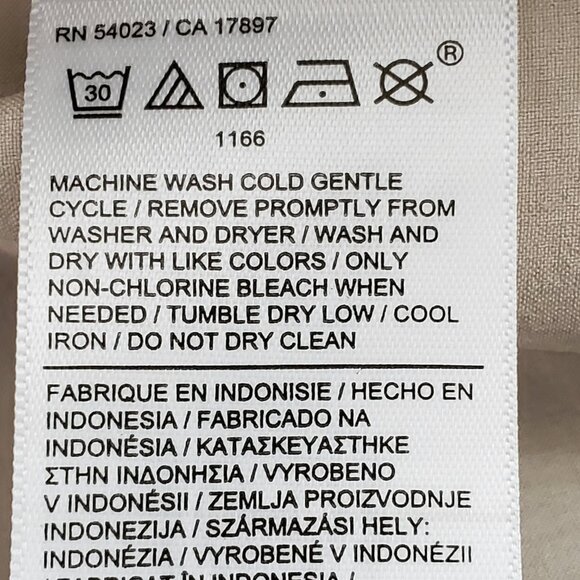 RN 54023 / CA 17897
30
®
1166
MACHINE WASH COLD GENTLE
CYCLE / REMOVE PROMPTLY FROM
WASHER AND DRYER / WASH AND
DRY WITH LIKE COLORS / ONLY
NON-CHLORINE BLEACH WHEN
NEEDED / TUMBLE DRY LOW / COOL
IRON / DO NOT DRY CLEAN
FABRIQUE EN INDONISIE / HECHO EN
INDONESIA / FABRICADO NA
INDONÉSIA / ΚΑΤΑΣΚΕΥΑΣΤΗΚΕ
ΣΤΗΝ ΙΝΔΟΝΗΣΙΑ / VYROBENO
V INDONÉSII / ZEMLJA PROIZVODNJE
INDONEZIJA / SZÁRMAZÁSI HELY:
INDONÉZIA / VYROBENÉ V INDONÉZII
/ FABRICAT ÎN INDONESIA /